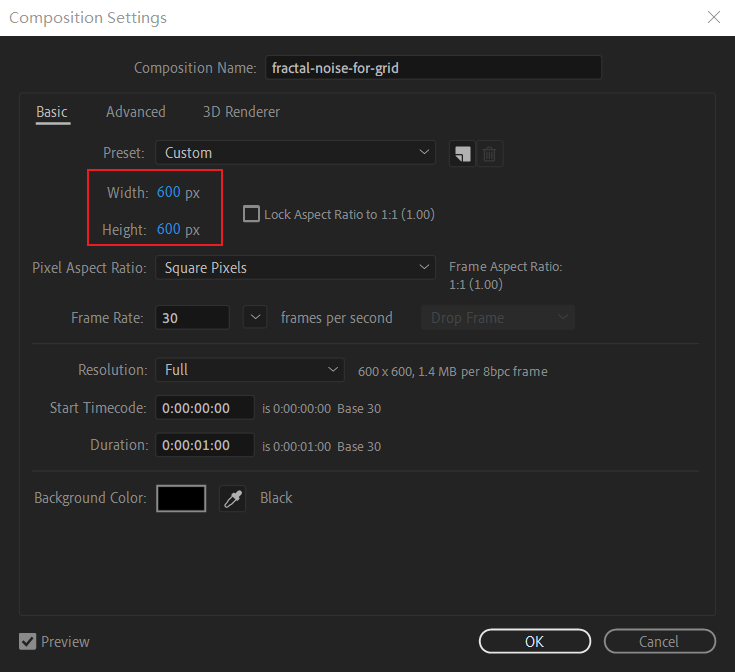 Composition Settings
Composition Name: fractal-noise-for-grid
Basic Advanced 3D Renderer
Preset: Custom
Width: 600 px
Lock Aspect Ratio to 1:1 (1.00)
Height: 600 px
Pixel Aspect Ratio: Square Pixels
Frame Aspect Ratio:
1:1 (1.00)
Frame Rate: 30 frames per second Drop Frame
Resolution: Full 600 x 600, 1.4 MB per 8bpc frame
Start Timecode: 0:00:00:00 is 0:00:00:00 Base 30
Duration: 0:00:01:00 is 0:00:01:00 Base 30
Background Color: Black
Preview OK Cancel